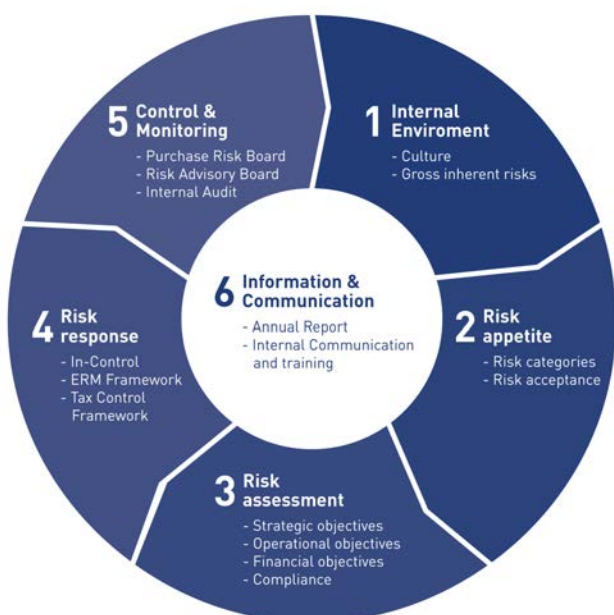 1 Internal
Enviroment
- Culture
- Gross inherent risks
2 Risk
appetite
- Risk categories
- Risk acceptance
3 Risk
assessment
- Strategic objectives
- Operational objectives
- Financial objectives
- Compliance
4 Risk
response
- In-Control
- ERM Framework
- Tax Control
Framework
5 Control &
Monitoring
- Purchase Risk Board
- Risk Advisory Board
- Internal Audit
6 Information &
Communication
- Annual Report
- Internal Communication
and training